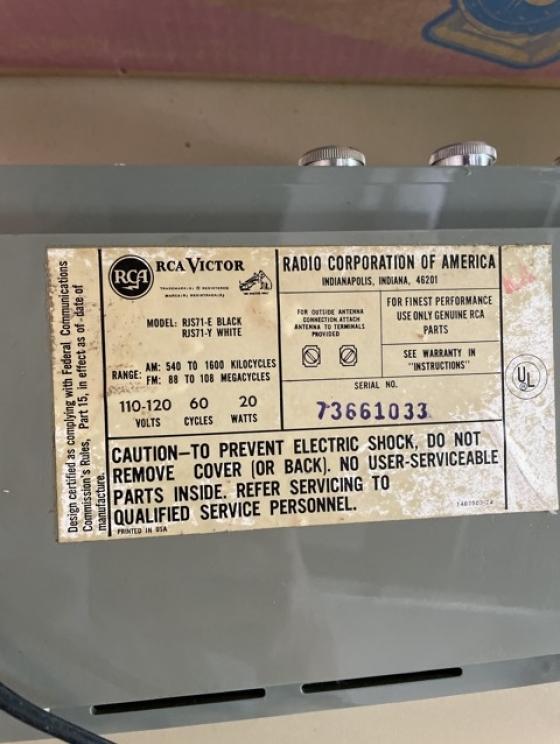 Design certified as complying with Federal Communications
Commission's Rules, Part 15, in effect as of date of
manufacture.
RCA
RCA VICTOR
MODEL: RJS71-E BLACK
RJS71-Y WHITE
RANGE: AM: 540 TO 1600 KILOCYCLES
FM: 88 TO 108 MEGACYCLES
110-120 60 20
VOLTS CYCLES WATTS
RADIO CORPORATION OF AMERICA
INDIANAPOLIS, INDIANA, 46201
FOR OUTSIDE ANTENNA
CONNECTION ATTACH
ANTENNA TO TERMINALS
PROVIDED
FOR FINEST PERFORMANCE
USE ONLY GENUINE RCA
PARTS
SEE WARRANTY IN
"INSTRUCTIONS"
SERIAL NO.
73661033
UL
CAUTION—TO PREVENT ELECTRIC SHOCK, DO NOT
REMOVE COVER (OR BACK). NO USER-SERVICEABLE
PARTS INSIDE. REFER SERVICING TO
QUALIFIED SERVICE PERSONNEL.
PRINTED IN USA